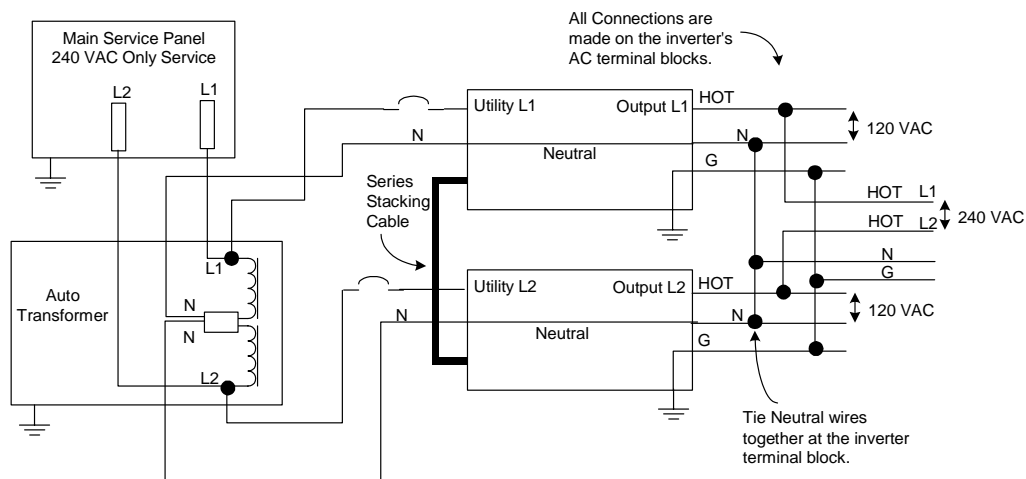 Main Service Panel
240 VAC Only Service
L2
L1
All Connections are
made on the inverter's
AC terminal blocks.
Utility L1
Output L1
HOT
N
Neutral
N
G
120 VAC
Series
Stacking
Cable
HOT
L1
HOT
L2
240 VAC
N
G
Auto
Transformer
L1
N
N
L2
Utility L2
Output L2
HOT
N
Neutral
N
G
120 VAC
Tie Neutral wires
together at the inverter
terminal block.